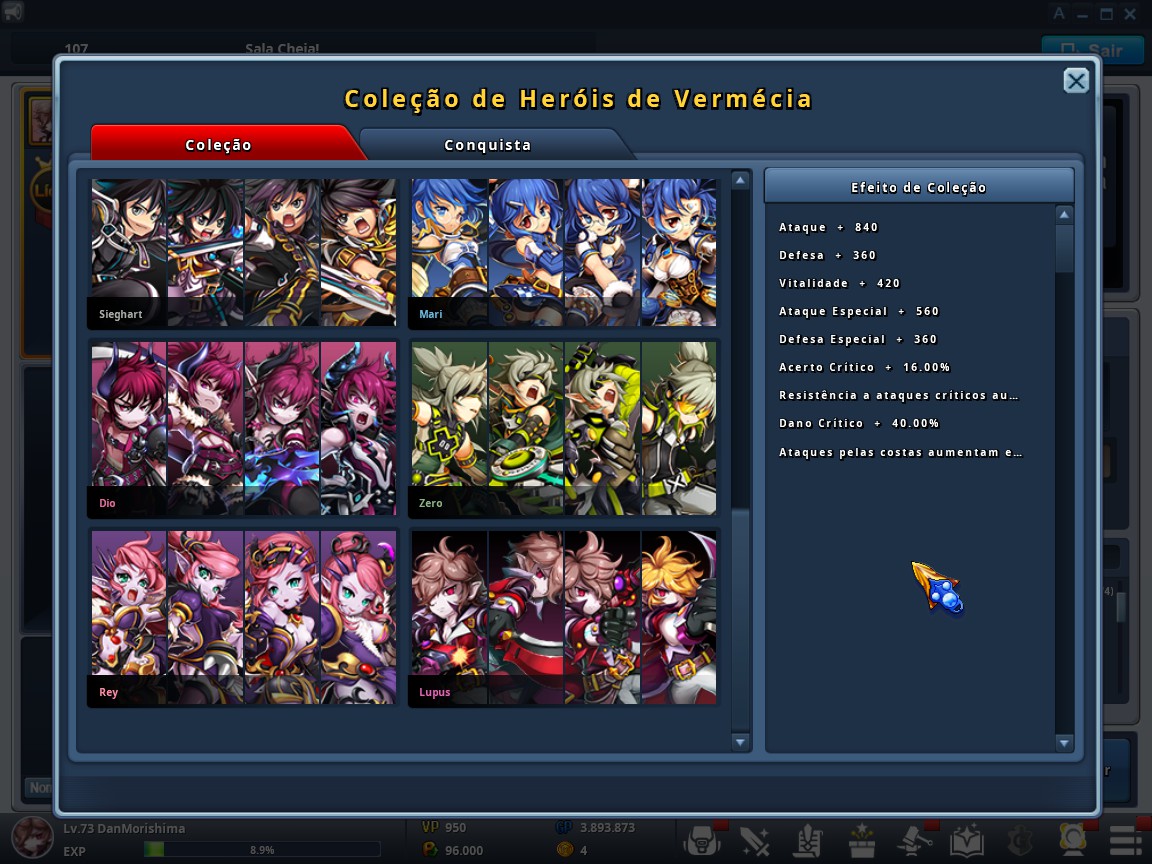 A
107 Sala Cheia!
Sair
Coleção de Heróis de Vermécia
Coleção
Conquista
Sieghart
Mari
Dio
Zero
Rey
Lupus
Efeito de Coleção
Ataque + 840
Defesa + 360
Vitalidade + 420
Ataque Especial + 560
Defesa Especial + 360
Acerto Crítico + 16.00%
Resistência a ataques críticos au...
Dano Crítico + 40.00%
Ataques pelas costas aumentam e...
4)
Lv.73 DanMorishima
EXP 8.9%
VP 950
GP 3.893.873
96.000
4